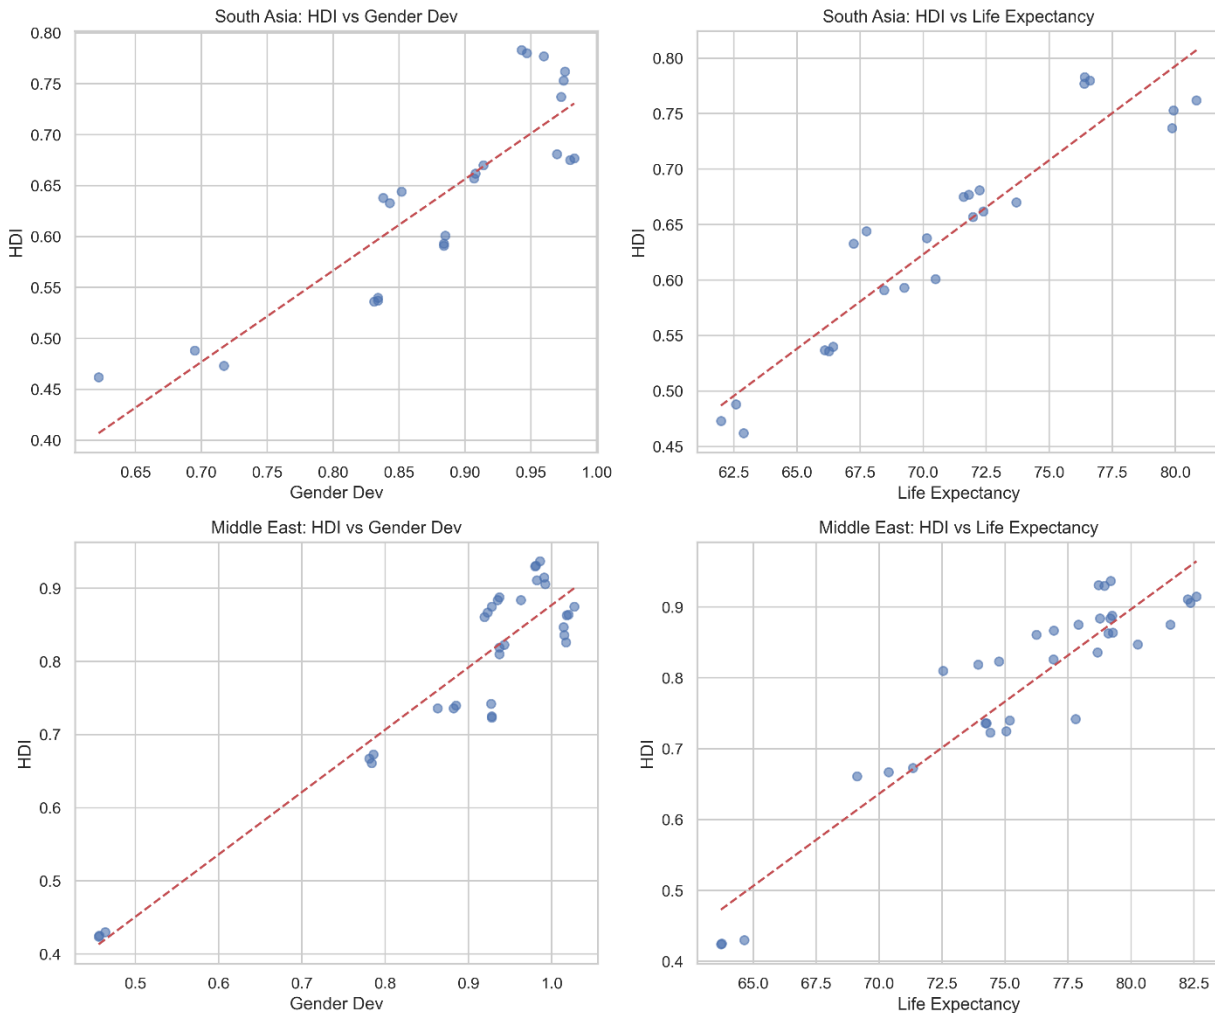 South Asia: HDI vs Gender Dev
HDI
0.80
0.75
0.70
0.65
0.60
0.55
0.50
0.45
0.40
0.65 0.70 0.75 0.80 0.85 0.90 0.95 1.00
Gender Dev
South Asia: HDI vs Life Expectancy
HDI
0.80
0.75
0.70
0.65
0.60
0.55
0.50
0.45
62.5 65.0 67.5 70.0 72.5 75.0 77.5 80.0
Life Expectancy
Middle East: HDI vs Gender Dev
HDI
0.9
0.8
0.7
0.6
0.5
0.4
0.5 0.6 0.7 0.8 0.9 1.0
Gender Dev
Middle East: HDI vs Life Expectancy
HDI
0.9
0.8
0.7
0.6
0.5
0.4
65.0 67.5 70.0 72.5 75.0 77.5 80.0 82.5
Life Expectancy